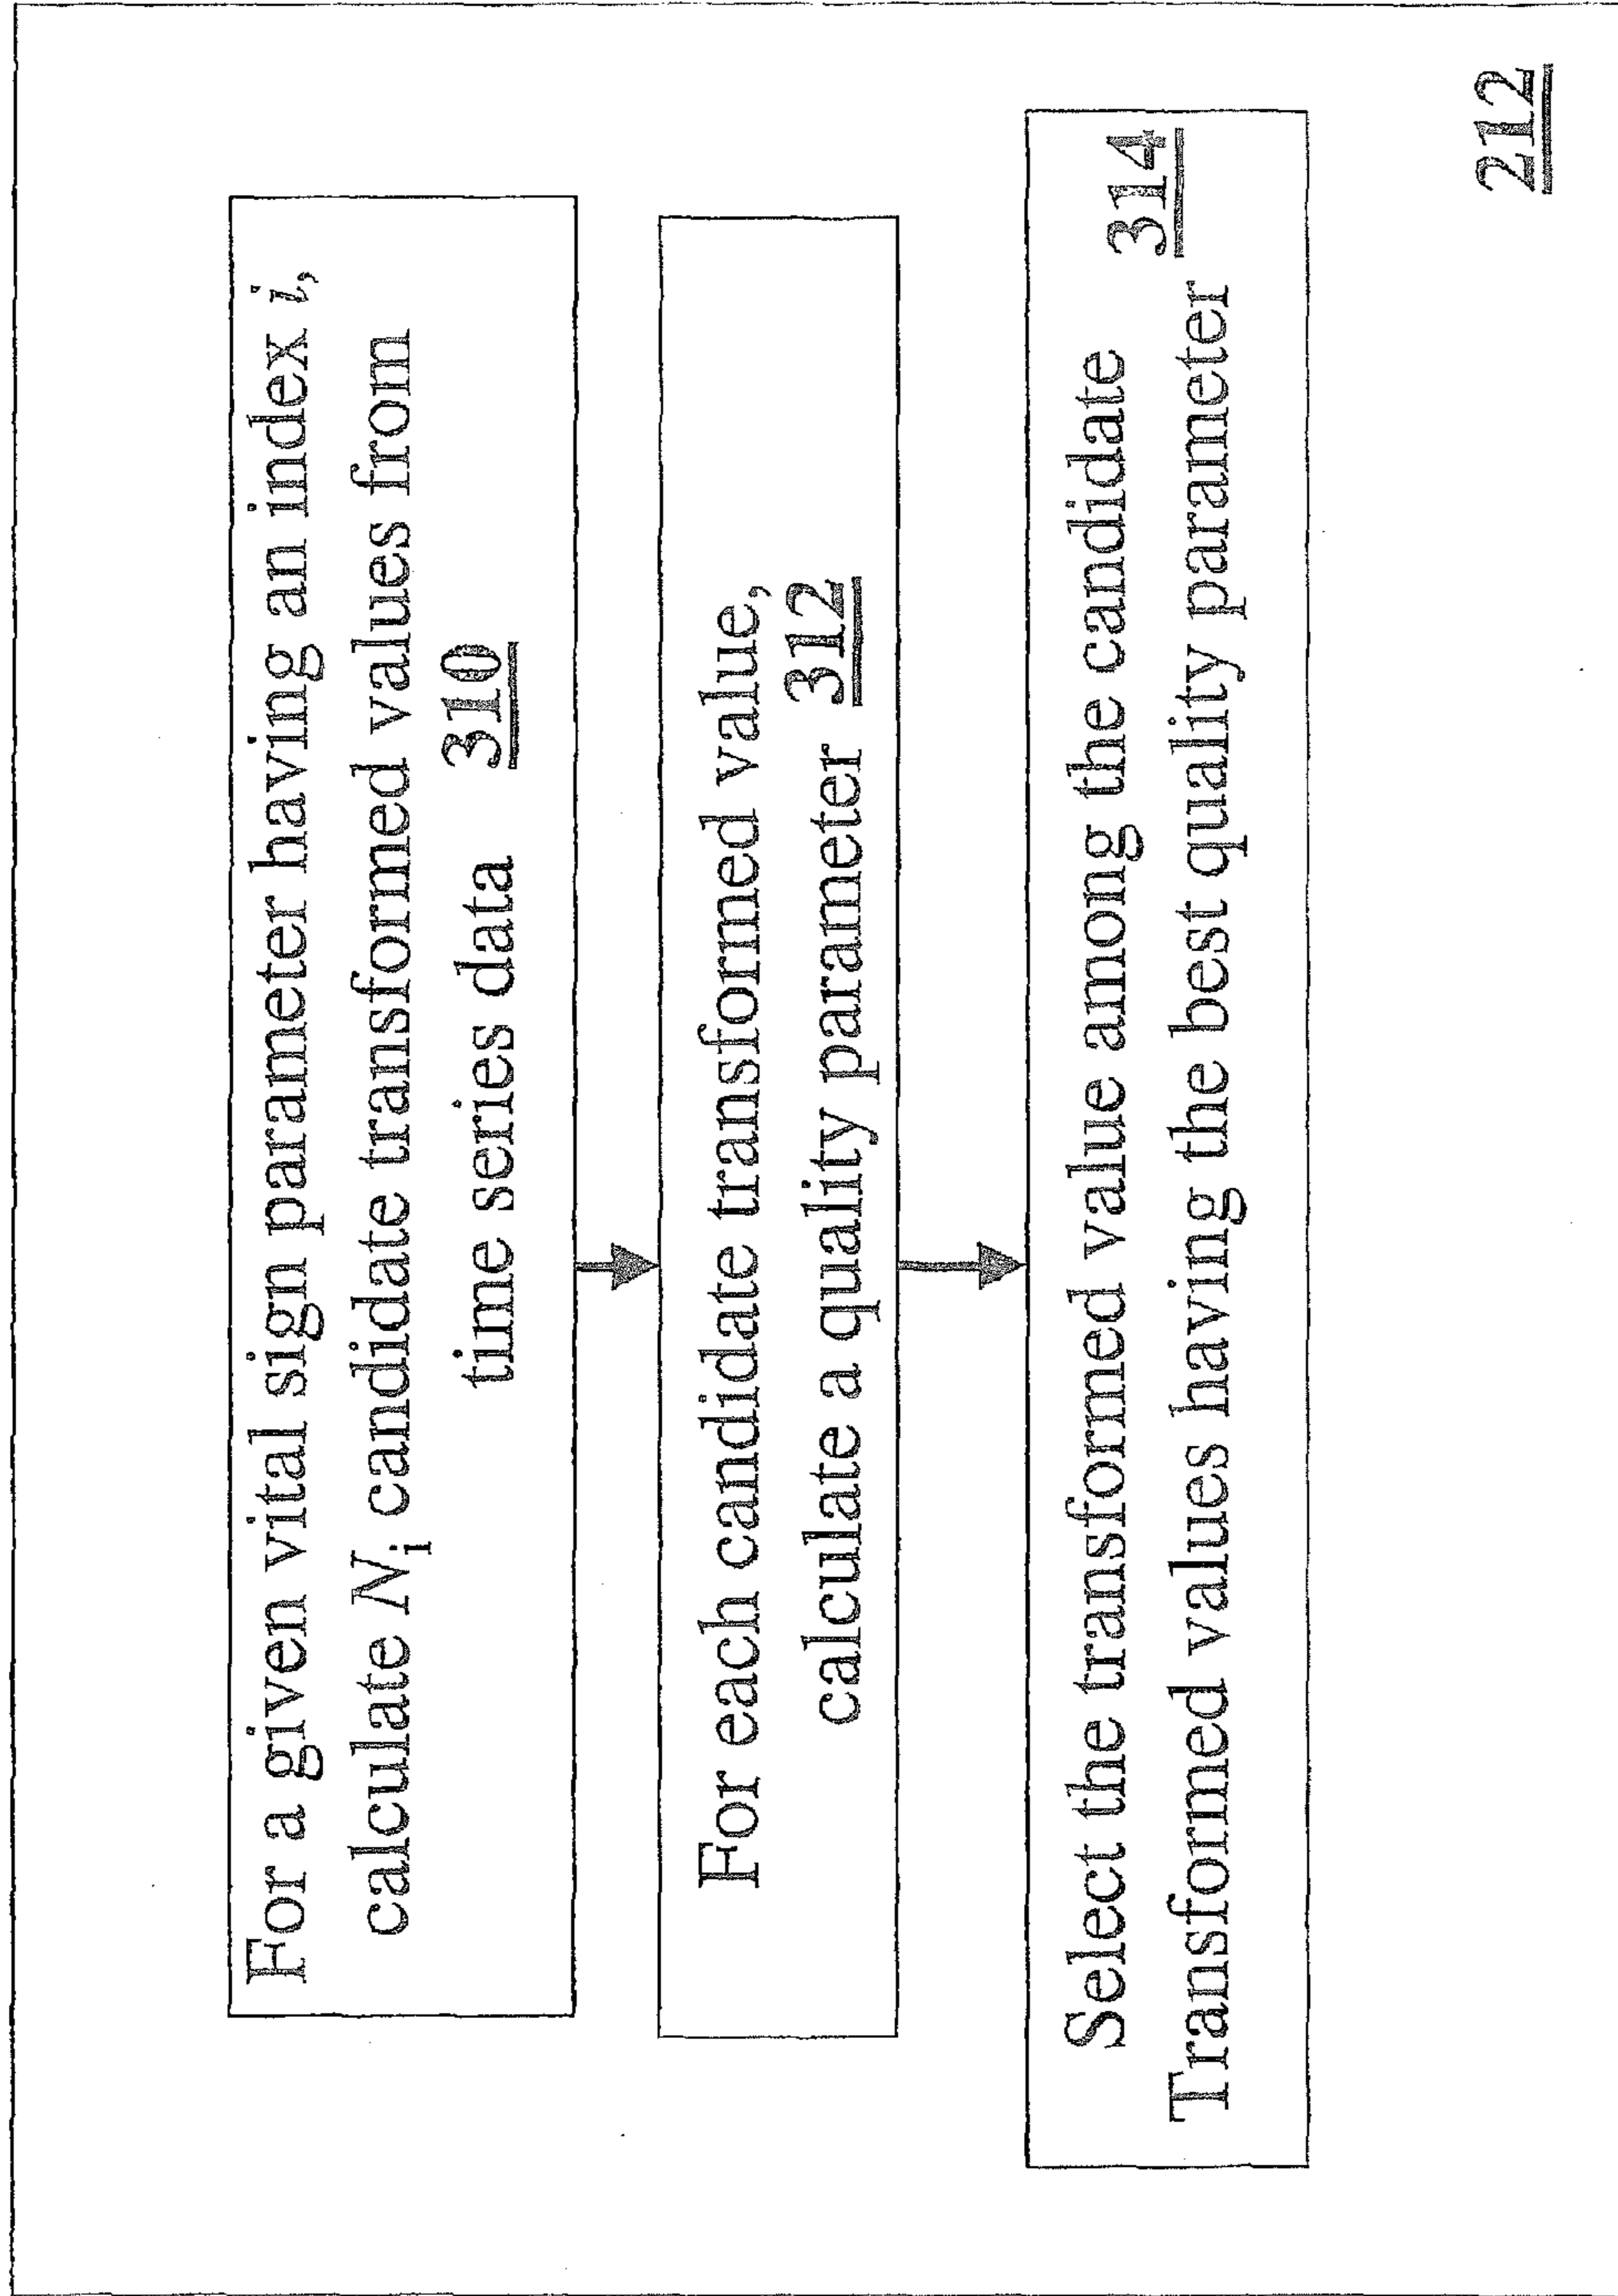 For a given vital sign parameter having an index i,
calculate Ni candidate transformed values from
time series data 310
For each candidate transformed value,
calculate a quality parameter 312
Select the transformed value among the candidate 314
Transformed values having the best quality parameter
212